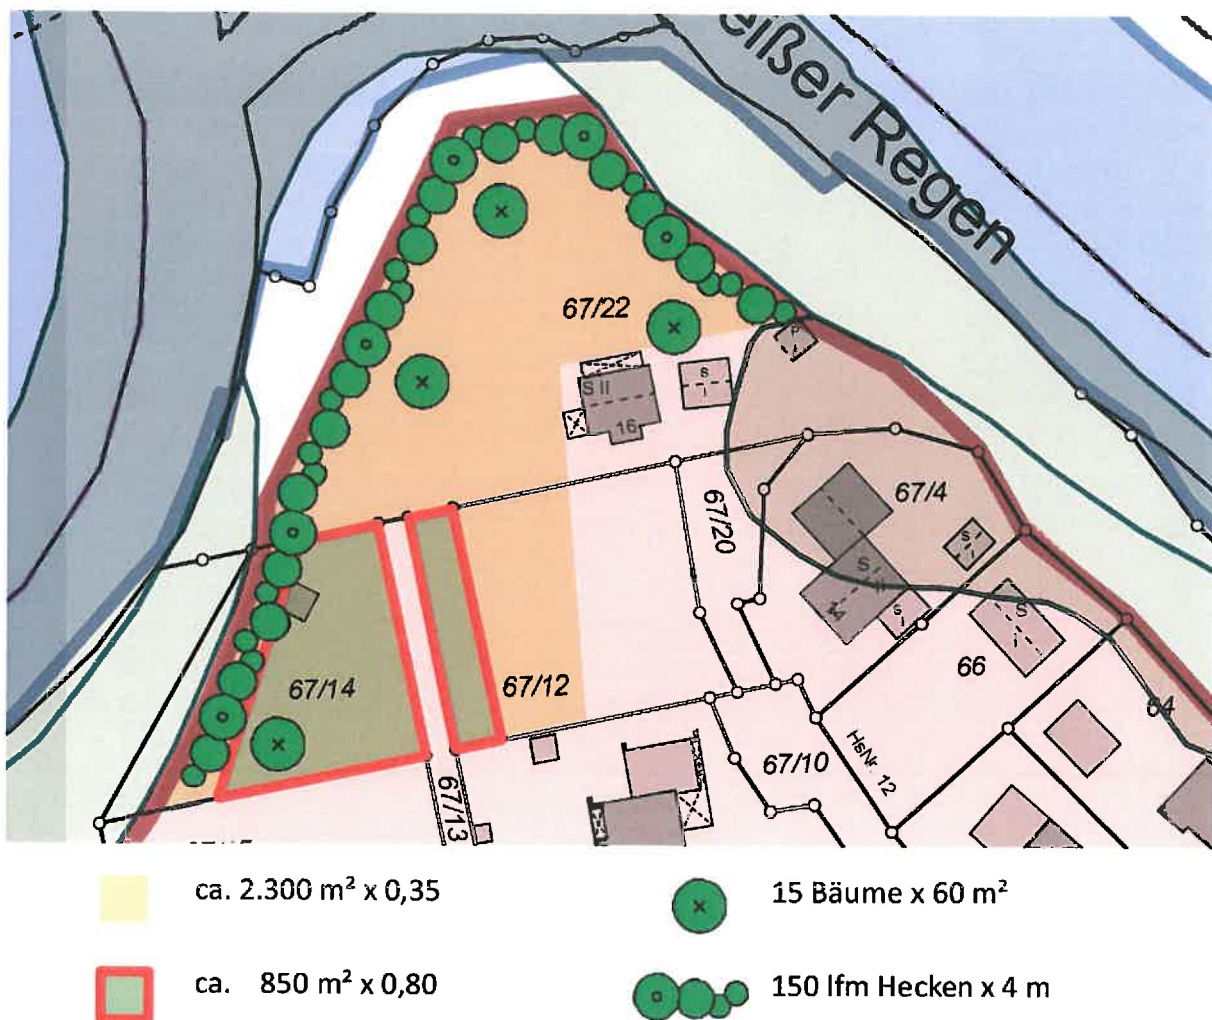 eißer Regen
67/22
S II
16
s
I
67/4
67/20
s
S
II
s
I
S
I
66
64
67/14
67/12
67/10
HsNr. 12
67/13
ca. 2.300 m² x 0,35
15 Bäume x 60 m²
ca. 850 m² x 0,80
150 lfm Hecken x 4 m